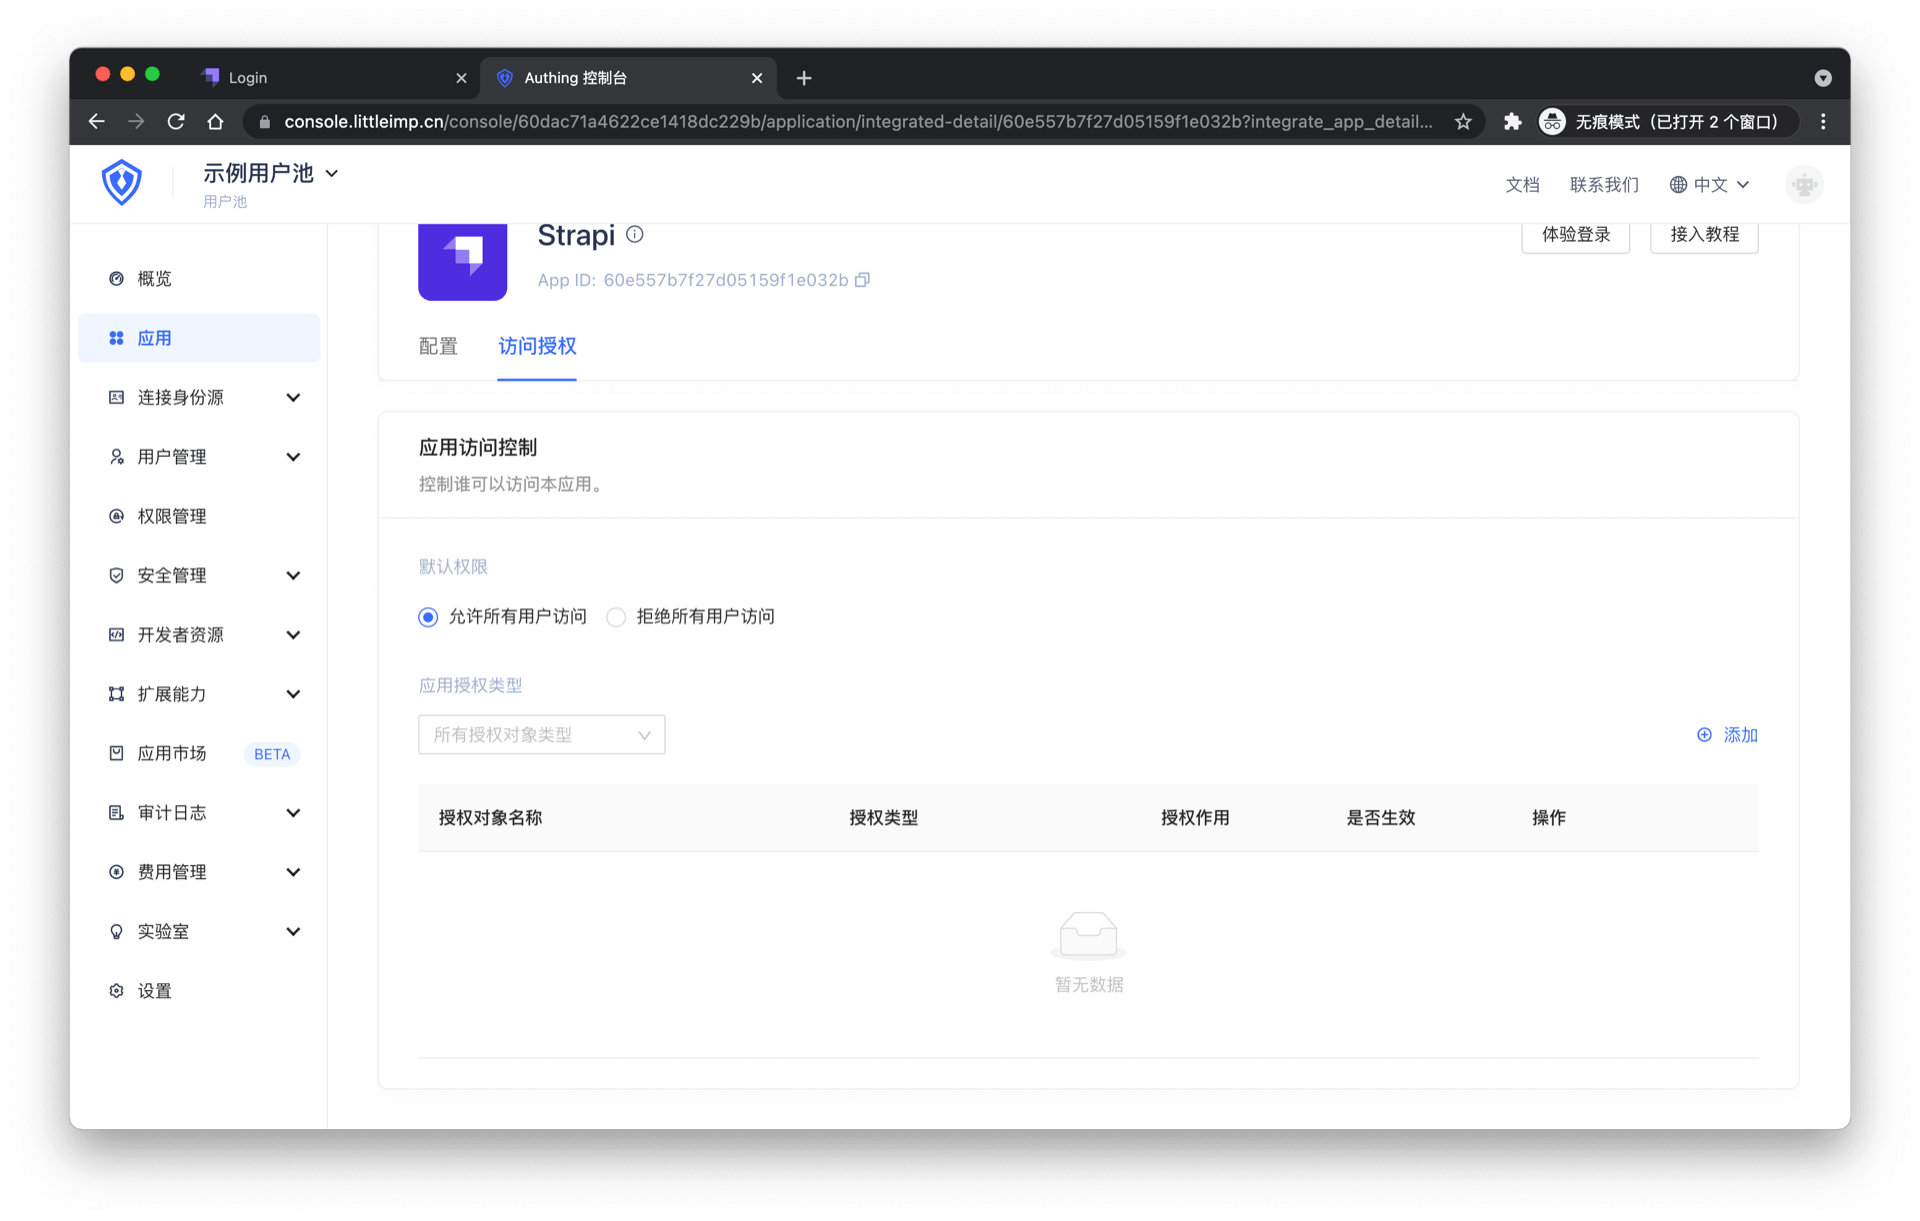 Login
Authing 控制台
console.littleimp.cn/console/60dac71a4622ce1418dc229b/application/integrated-detail/60e557b7f27d05159f1e032b?integrate_app_detail...
无痕模式（已打开 2 个窗口）
示例用户池
用户池
文档
联系我们
中文
概览
应用
连接身份源
用户管理
权限管理
安全管理
开发者资源
扩展能力
应用市场 BETA
审计日志
费用管理
实验室
设置
Strapi
App ID: 60e557b7f27d05159f1e032b
体验登录
接入教程
配置
访问授权
应用访问控制
控制谁可以访问本应用。
默认权限
允许所有用户访问
拒绝所有用户访问
应用授权类型
所有授权对象类型
添加
授权对象名称 授权类型 授权作用 是否生效 操作
暂无数据